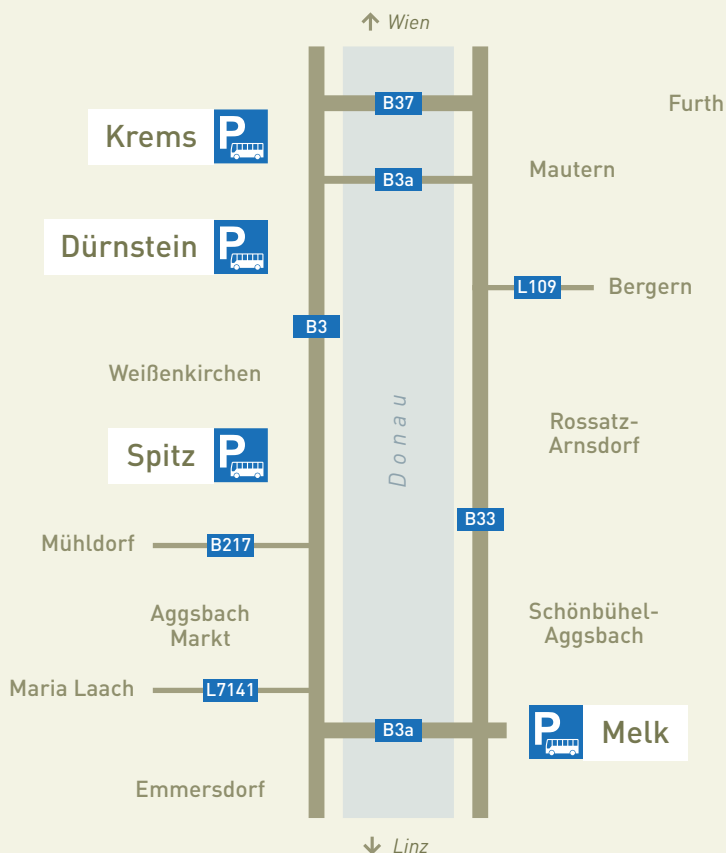 ↑ Wien
B37
Furth
Krems P
Mautern
B3a
Dürnstein P
L109 Bergern
B3
Weißenkirchen
Donau
Rossatz-
Arnsdorf
Spitz P
B33
Mühldorf B217
Aggsbach
Markt
Schönbühel-
Aggsbach
Maria Laach L7141
B3a
P Melk
Emmersdorf
↓ Linz